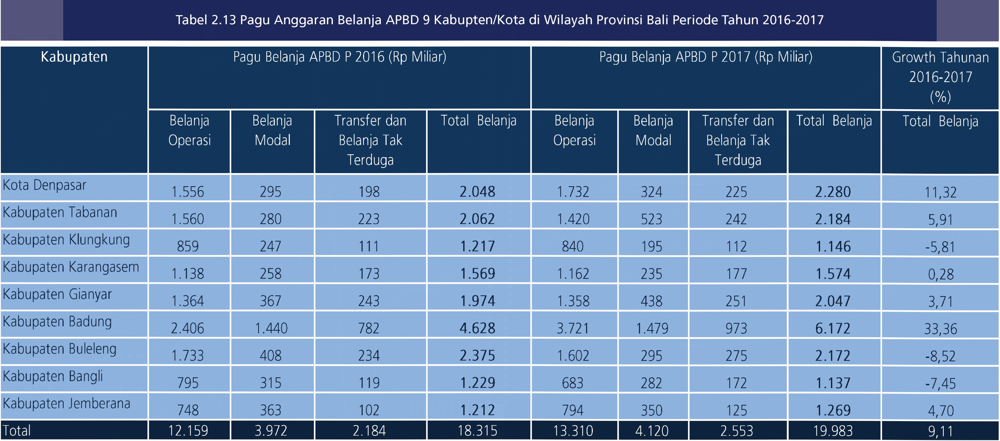 Tabel 2.13 Pagu Anggaran Belanja APBD 9 Kabupten/Kota di Wilayah Provinsi Bali Periode Tahun 2016-2017
Kabupaten Pagu Belanja APBD P 2016 (Rp Miliar) Pagu Belanja APBD P 2017 (Rp Miliar) Growth Tahunan
2016-2017
(%)
Belanja Belanja Transfer dan Total Belanja Belanja Belanja Transfer dan Total Belanja Total Belanja
Operasi Modal Belanja Tak Operasi Modal Belanja Tak
Terduga Terduga
Kota Denpasar 1.556 295 198 2.048 1.732 324 225 2.280 11,32
Kabupaten Tabanan 1.560 280 223 2.062 1.420 523 242 2.184 5,91
Kabupaten Klungkung 859 247 111 1.217 840 195 112 1.146 -5,81
Kabupaten Karangasem 1.138 258 173 1.569 1.162 235 177 1.574 0,28
Kabupaten Gianyar 1.364 367 243 1.974 1.358 438 251 2.047 3,71
Kabupaten Badung 2.406 1.440 782 4.628 3.721 1.479 973 6.172 33,36
Kabupaten Buleleng 1.733 408 234 2.375 1.602 295 275 2.172 -8,52
Kabupaten Bangli 795 315 119 1.229 683 282 172 1.137 -7,45
Kabupaten Jemberana 748 363 102 1.212 794 350 125 1.269 4,70
Total 12.159 3.972 2.184 18.315 13.310 4.120 2.553 19.983 9,11